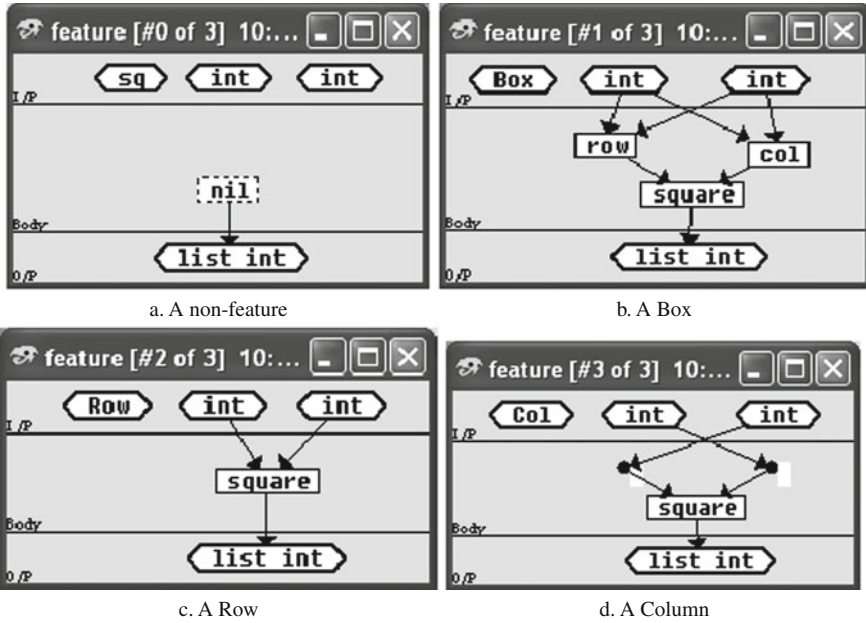 feature [#0 of 3] 10:...
sq int int
I/P
nil
Body
list int
O/P
a. A non-feature
feature [#1 of 3] 10:...
Box int int
I/P
row col
square
Body
list int
O/P
b. A Box
feature [#2 of 3] 10:...
Row int int
I/P
square
Body
list int
O/P
c. A Row
feature [#3 of 3] 10:...
Col int int
I/P
square
Body
list int
O/P
d. A Column